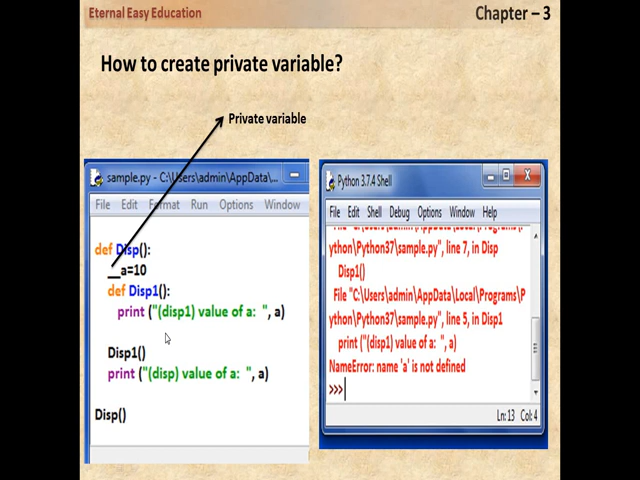 Eternal Easy Education
Chapter – 3
How to create private variable?
Private variable
sample.py - C:\Users\admin\AppData\...
File Edit Format Run Options Window
def Disp():
__a=10
def Disp1():
print ("(disp1) value of a:  ", a)
Disp1()
print ("(disp) value of a:  ", a)
Disp()
Python 3.7.4 Shell
File Edit Shell Debug Options Window Help
ython\Python37\sample.py", line 7, in Disp
Disp1()
File "C:\Users\admin\AppData\Local\Programs\P
ython\Python37\sample.py", line 5, in Disp1
print ("(disp1) value of a:  ", a)
NameError: name 'a' is not defined
>>>
Ln: 13 Col: 4